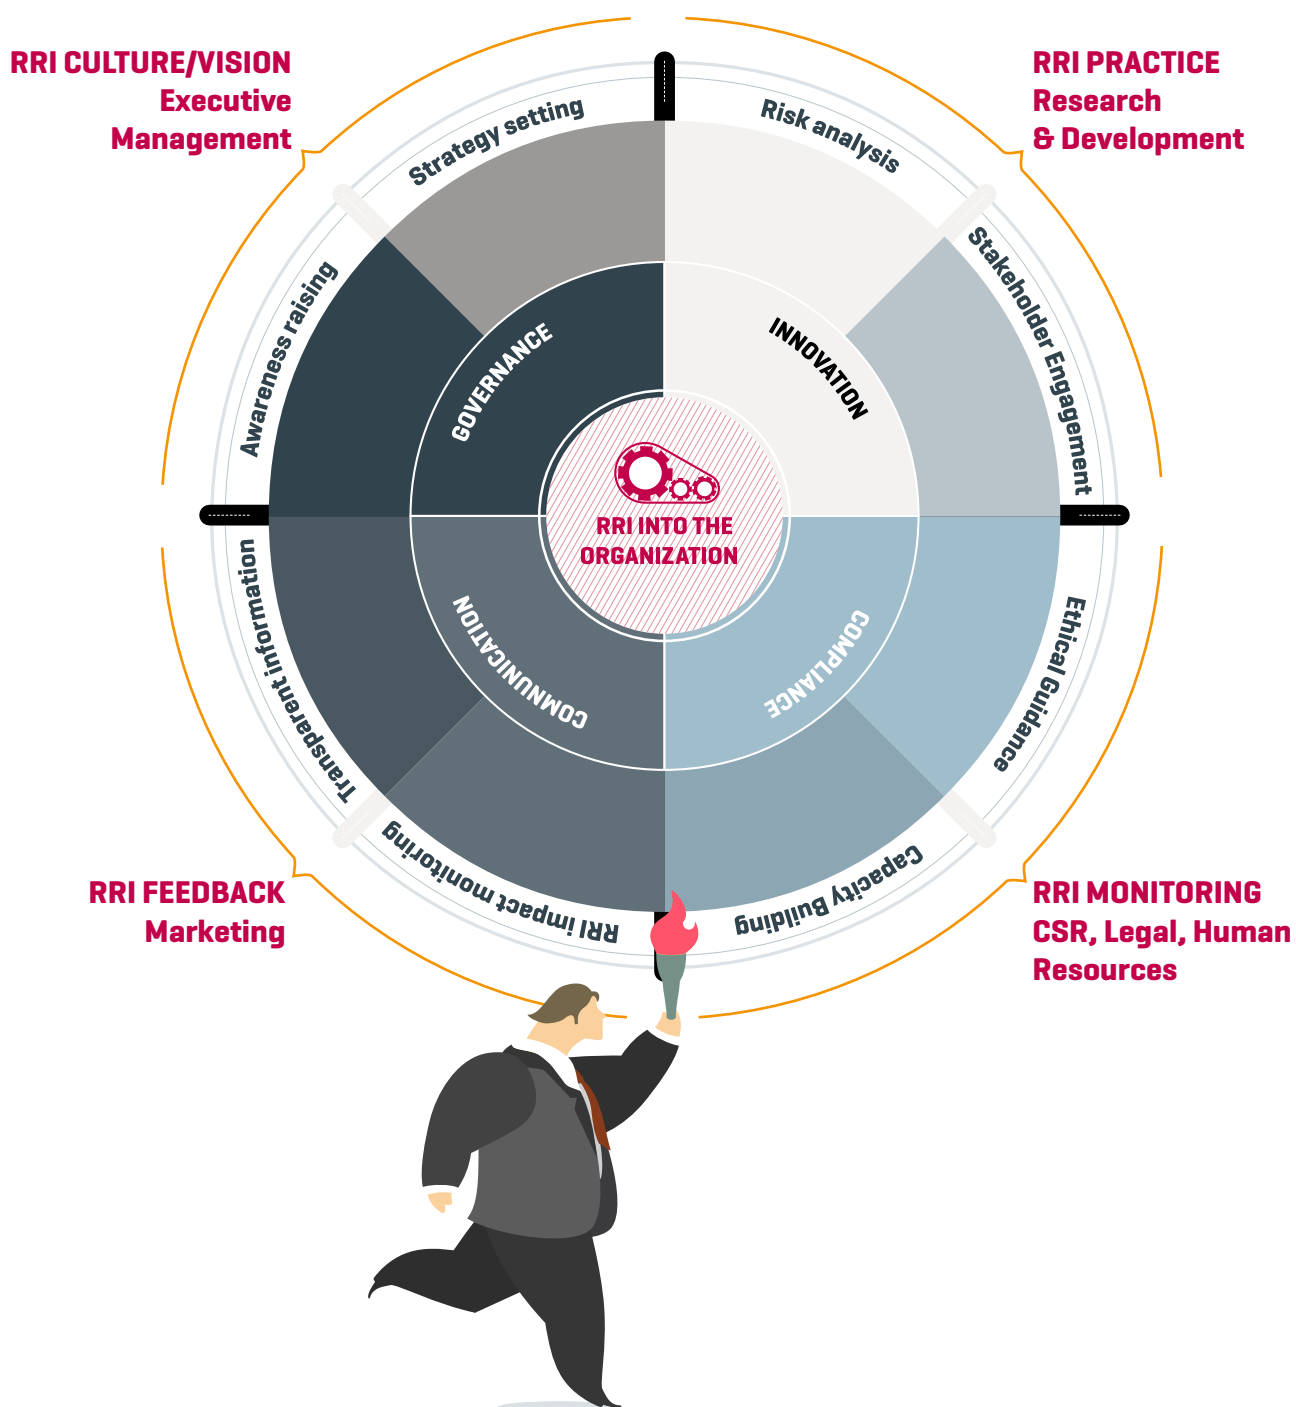 RRI CULTURE/VISION
Executive
Management
RRI PRACTICE
Research
& Development
Strategy setting
Risk analysis
Awareness raising
Stakeholder Engagement
GOVERNANCE
INNOVATION
RRI INTO THE
ORGANIZATION
COMMUNICATION
COMPLIANCE
Transparent information
Ethical Guidance
RRI impact monitoring
Capacity Building
RRI FEEDBACK
Marketing
RRI MONITORING
CSR, Legal, Human
Resources